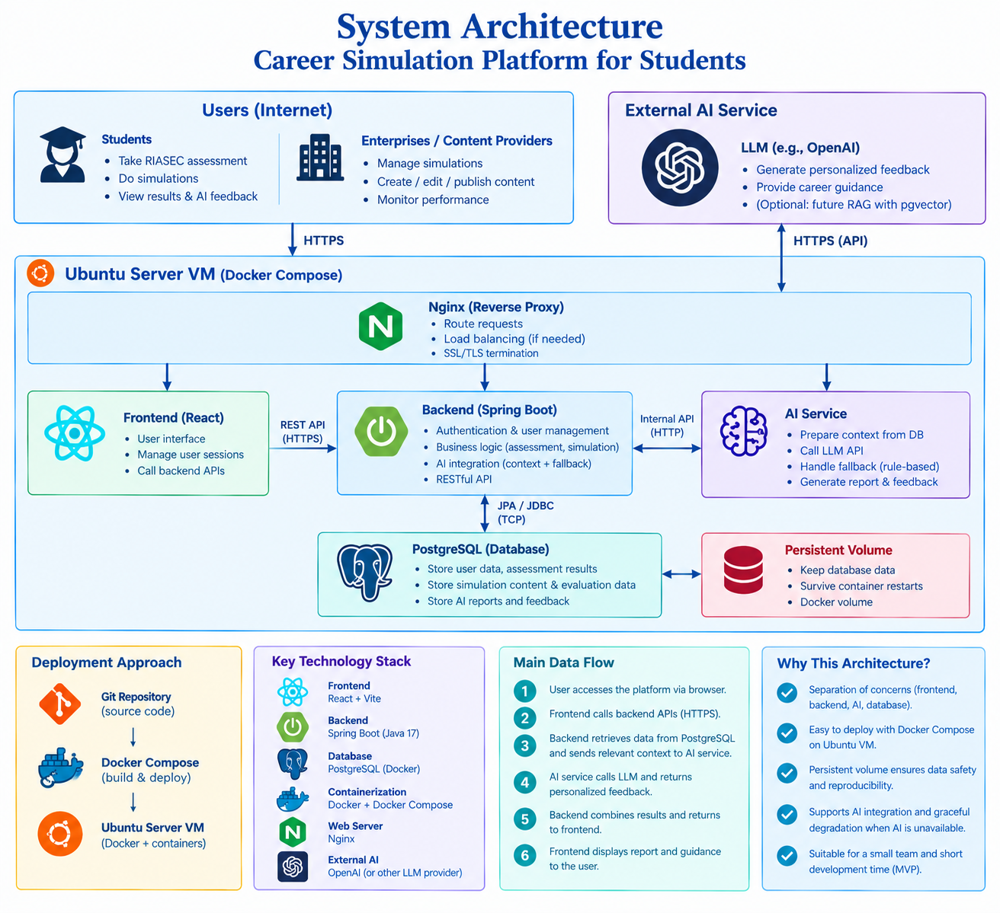 System Architecture
Career Simulation Platform for Students
Users (Internet)
Students
• Take RIASEC assessment
• Do simulations
• View results & AI feedback
Enterprises / Content Providers
• Manage simulations
• Create / edit / publish content
• Monitor performance
External AI Service
LLM (e.g., OpenAI)
• Generate personalized feedback
• Provide career guidance
• (Optional: future RAG with pgvector)
HTTPS
HTTPS (API)
Ubuntu Server VM (Docker Compose)
N
Nginx (Reverse Proxy)
• Route requests
• Load balancing (if needed)
• SSL/TLS termination
Frontend (React)
• User interface
• Manage user sessions
• Call backend APIs
REST API
(HTTPS)
Backend (Spring Boot)
• Authentication & user management
• Business logic (assessment, simulation)
• AI integration (context + fallback)
• RESTful API
Internal API
(HTTP)
AI Service
• Prepare context from DB
• Call LLM API
• Handle fallback (rule-based)
• Generate report & feedback
JPA / JDBC
(TCP)
PostgreSQL (Database)
• Store user data, assessment results
• Store simulation content & evaluation data
• Store AI reports and feedback
Persistent Volume
• Keep database data
• Survive container restarts
• Docker volume
Deployment Approach
Git Repository
(source code)
Docker Compose
(build & deploy)
Ubuntu Server VM
(Docker + containers)
Key Technology Stack
Frontend
React + Vite
Backend
Spring Boot (Java 17)
Database
PostgreSQL (Docker)
Containerization
Docker + Docker Compose
N
Web Server
Nginx
External AI
OpenAI (or other LLM provider)
Main Data Flow
1 User accesses the platform via browser.
2 Frontend calls backend APIs (HTTPS).
3 Backend retrieves data from PostgreSQL
and sends relevant context to AI service.
4 AI service calls LLM and returns
personalized feedback.
5 Backend combines results and returns
to frontend.
6 Frontend displays report and guidance
to the user.
Why This Architecture?
Separation of concerns (frontend,
backend, AI, database).
Easy to deploy with Docker Compose
on Ubuntu VM.
Persistent volume ensures data safety
and reproducibility.
Supports AI integration and graceful
degradation when AI is unavailable.
Suitable for a small team and short
development time (MVP).